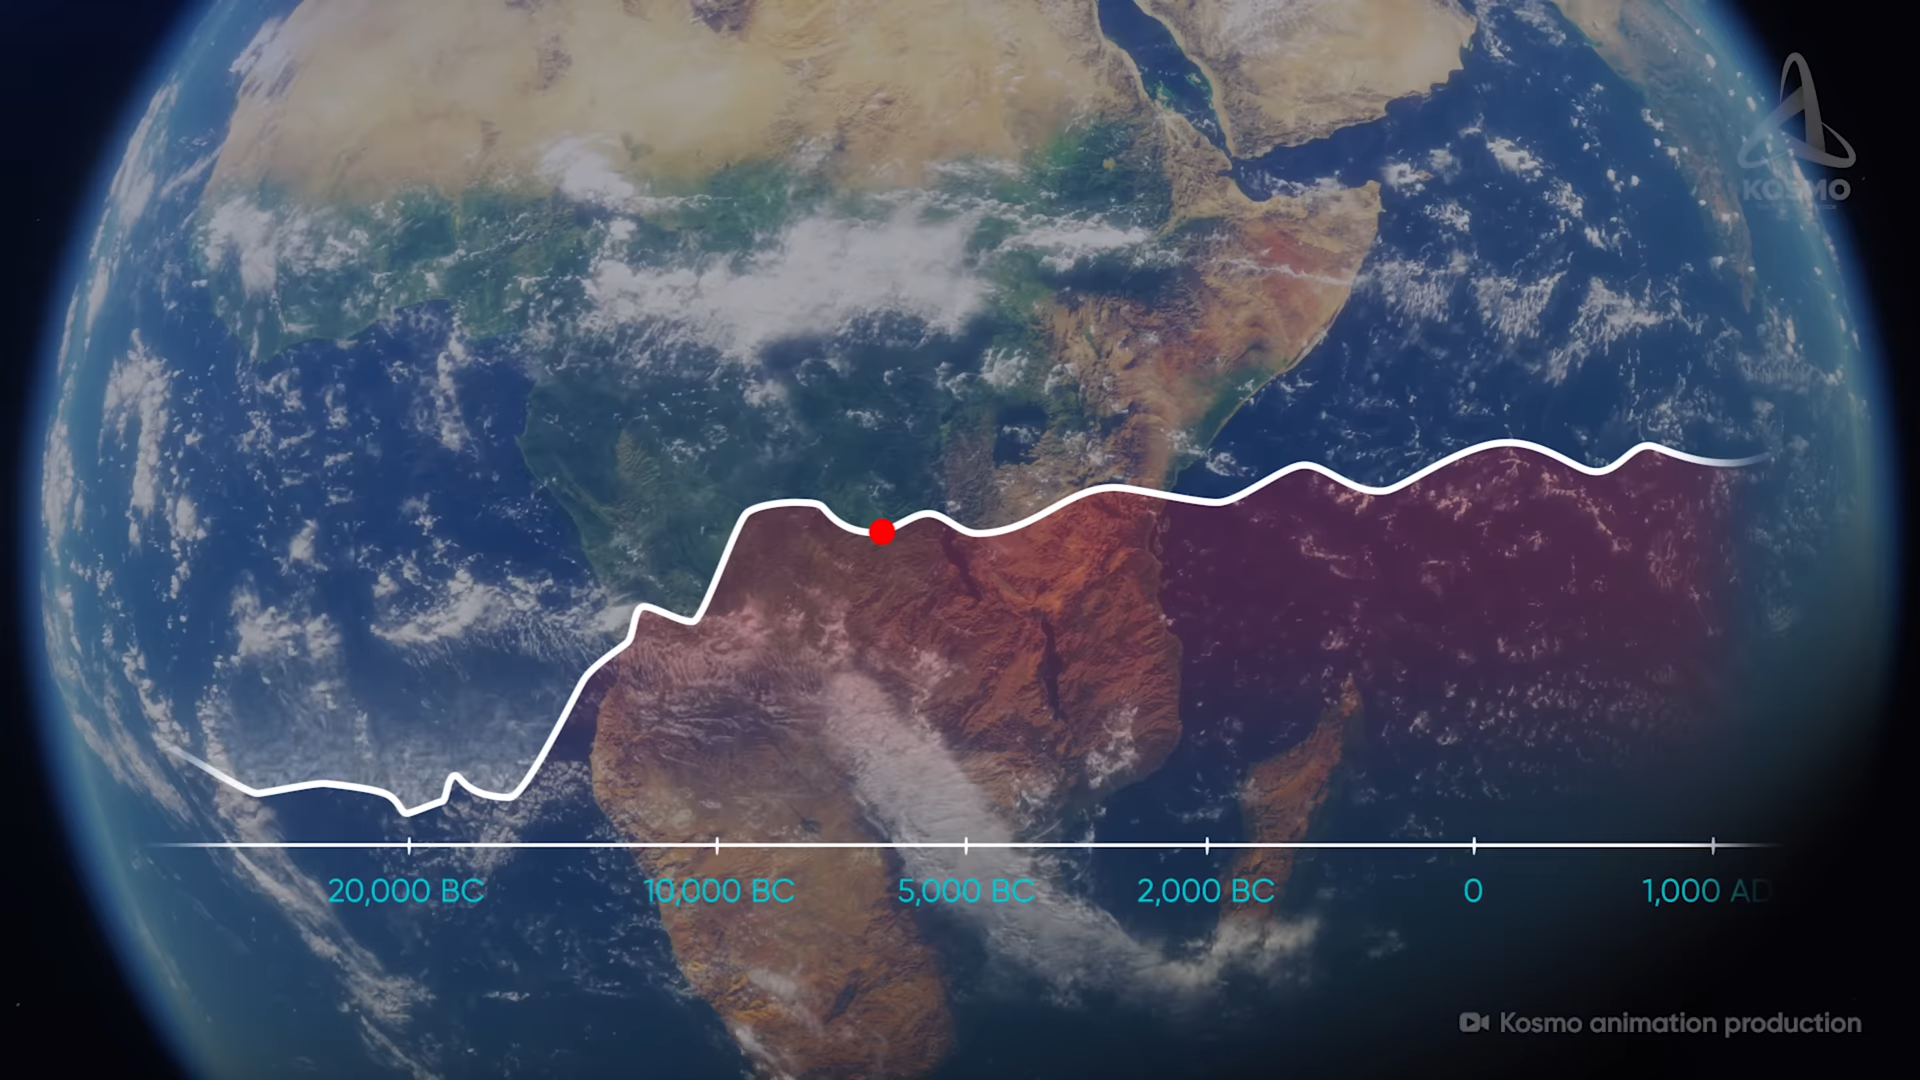 KOSMO
20,000 BC
10,000 BC
5,000 BC
2,000 BC
0
1,000 AD
Kosmo animation production